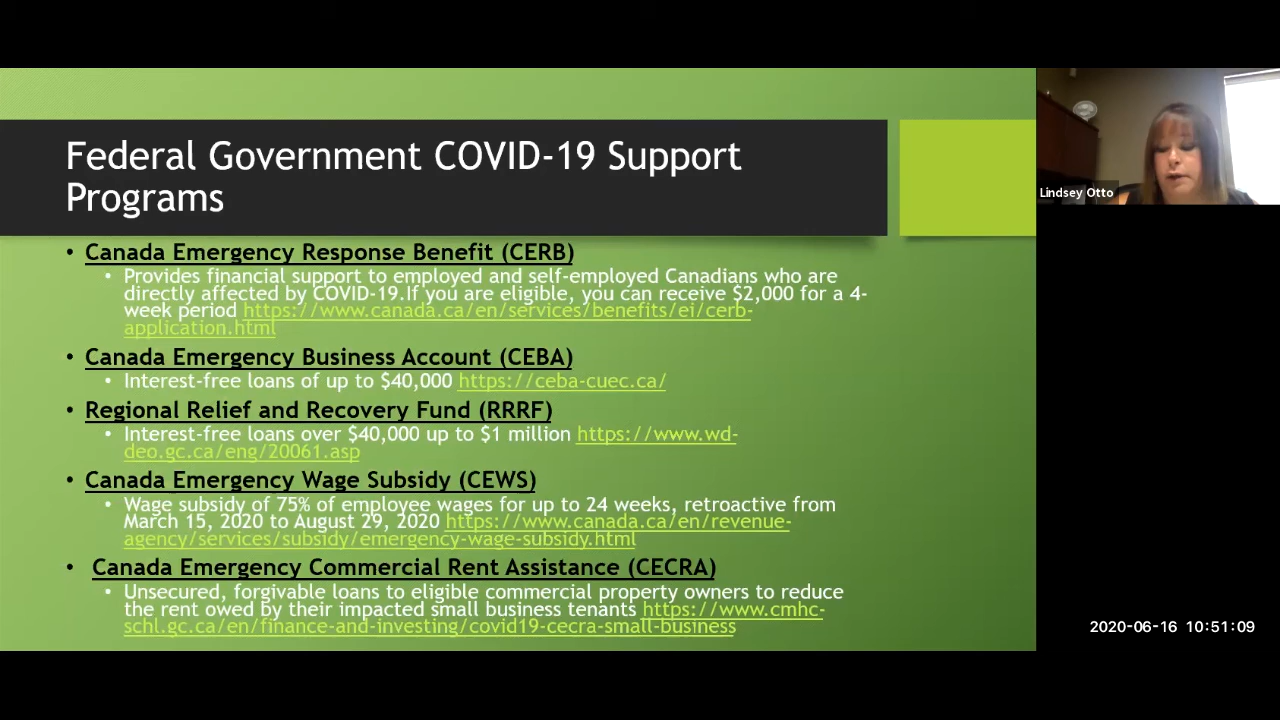 Federal Government COVID-19 Support
Programs
• Canada Emergency Response Benefit (CERB)
• Provides financial support to employed and self-employed Canadians who are
directly affected by COVID-19.If you are eligible, you can receive $2,000 for a 4-
week period https://www.canada.ca/en/services/benefits/ei/cerb-
application.html
• Canada Emergency Business Account (CEBA)
• Interest-free loans of up to $40,000 https://ceba-cuec.ca/
• Regional Relief and Recovery Fund (RRRF)
• Interest-free loans over $40,000 up to $1 million https://www.wd-
deo.gc.ca/eng/20061.asp
• Canada Emergency Wage Subsidy (CEWS)
• Wage subsidy of 75% of employee wages for up to 24 weeks, retroactive from
March 15, 2020 to August 29, 2020 https://www.canada.ca/en/revenue-
agency/services/subsidy/emergency-wage-subsidy.html
• Canada Emergency Commercial Rent Assistance (CECRA)
• Unsecured, forgivable loans to eligible commercial property owners to reduce
the rent owed by their impacted small business tenants https://www.cmhc-
schl.gc.ca/en/finance-and-investing/covid19-cecra-small-business
Lindsey Otto
2020-06-16 10:51:09